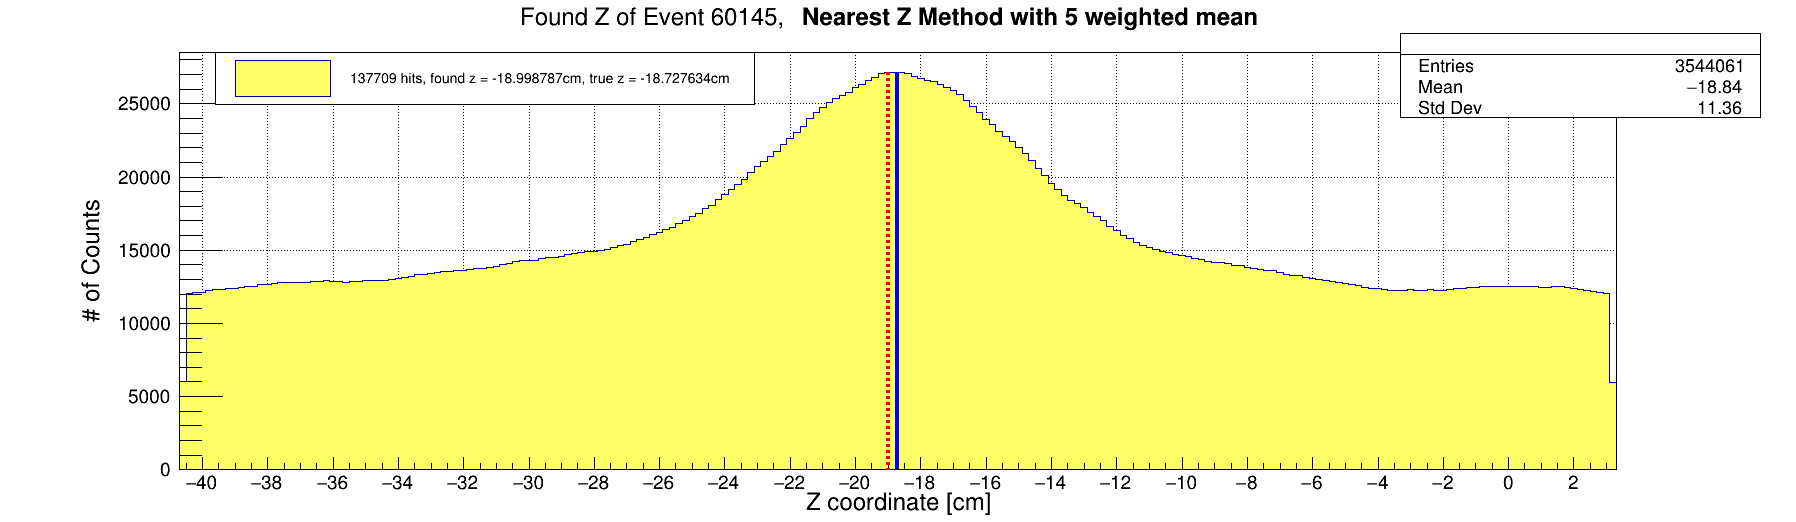 Found Z of Event 60145, Nearest Z Method with 5 weighted mean
137709 hits, found z = -18.998787cm, true z = -18.727634cm
Entries 3544061
Mean −18.84
Std Dev 11.36
# of Counts
25000
20000
15000
10000
5000
0
−40 −38 −36 −34 −32 −30 −28 −26 −24 −22 −20 −18 −16 −14 −12 −10 −8 −6 −4 −2 0 2
Z coordinate [cm]